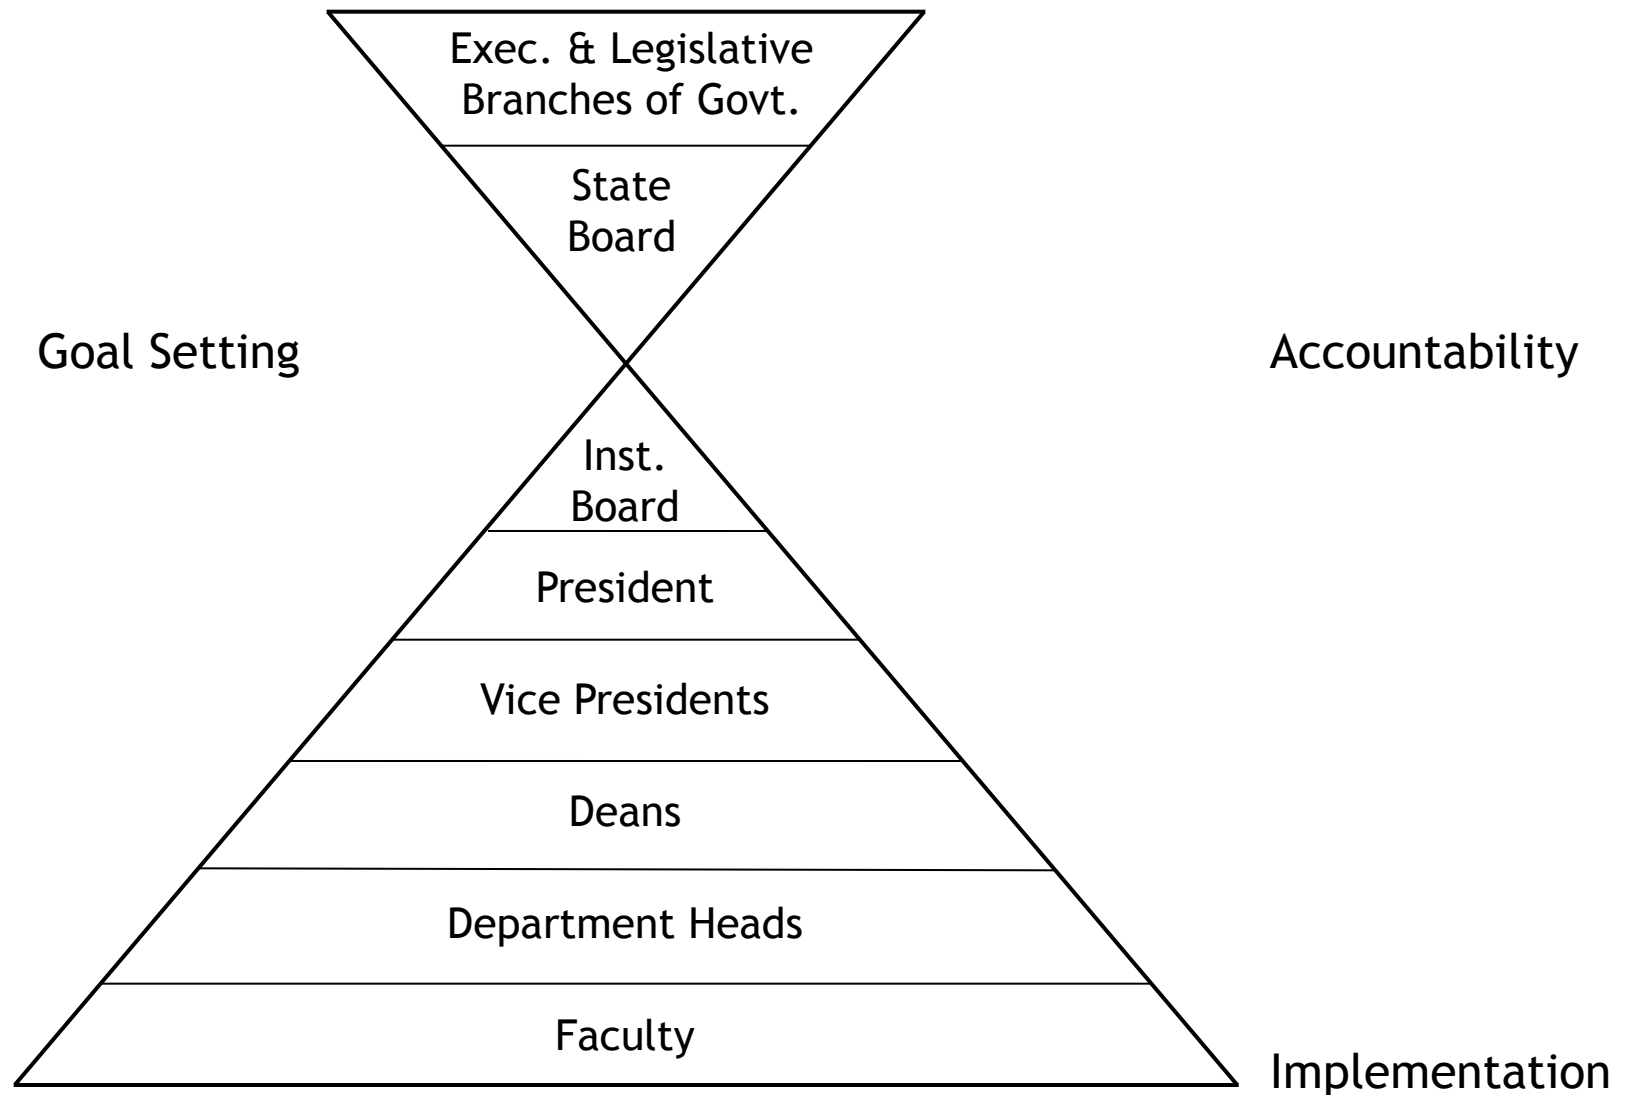 Exec. & Legislative
Branches of Govt.
State
Board
Goal Setting
Accountability
Inst.
Board
President
Vice Presidents
Deans
Department Heads
Faculty
Implementation